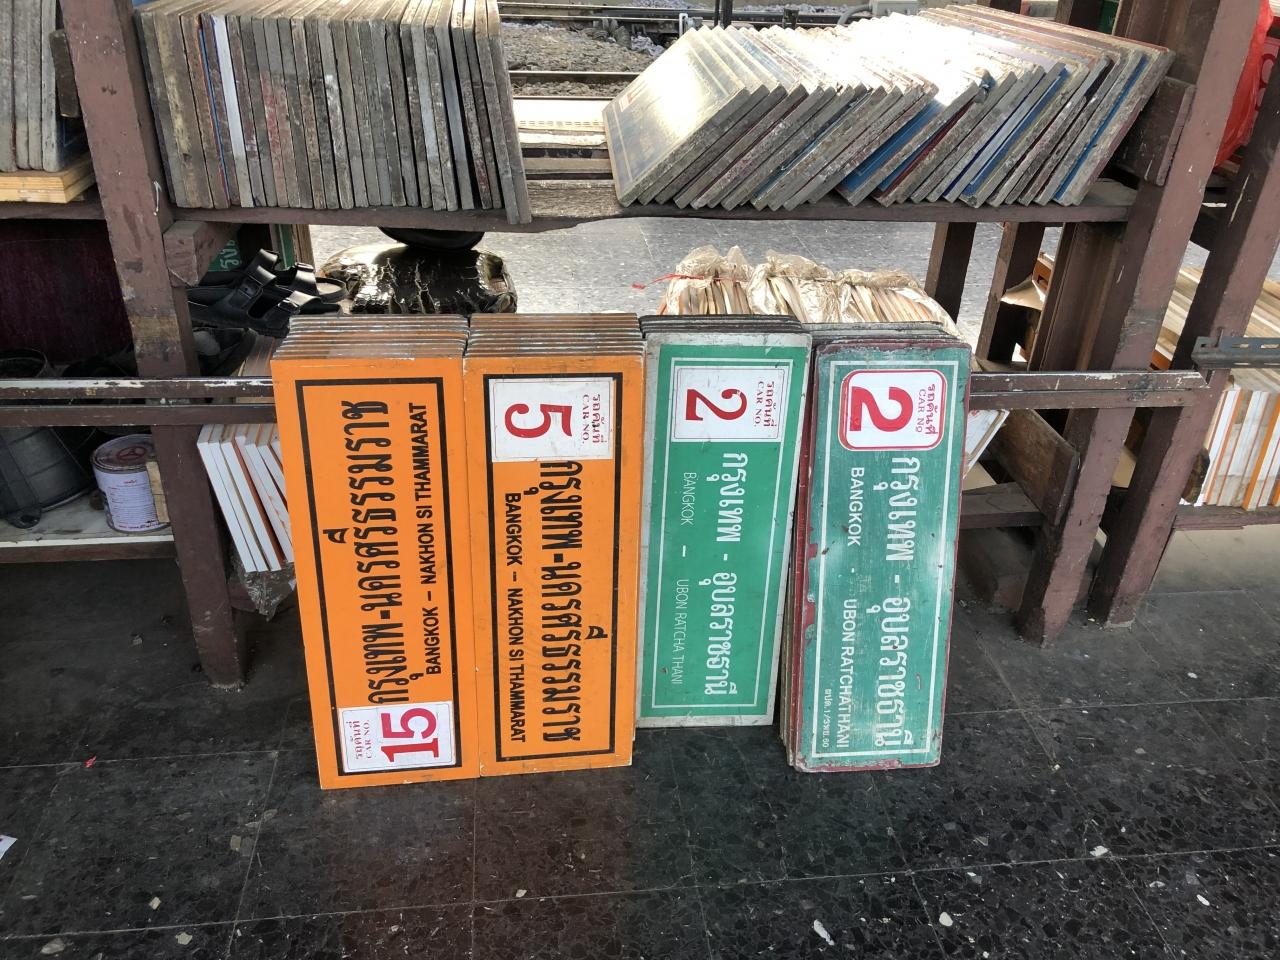 กรุงเทพ-นครศรีธรรมราช
BANGKOK – NAKHON SI THAMMARAT
รถคันที่
CAR NO.
15
รถคันที่
CAR NO.
5
กรุงเทพ-นครศรีธรรมราช
BANGKOK – NAKHON SI THAMMARAT
รถคันที่
CAR NO.
2
กรุงเทพ - อุบลราชธานี
BANGKOK – UBON RATCHA THANI
รถคันที่
CAR NO
2
กรุงเทพ - อุบลราชธานี
BANGKOK - UBON RATCHATHANI